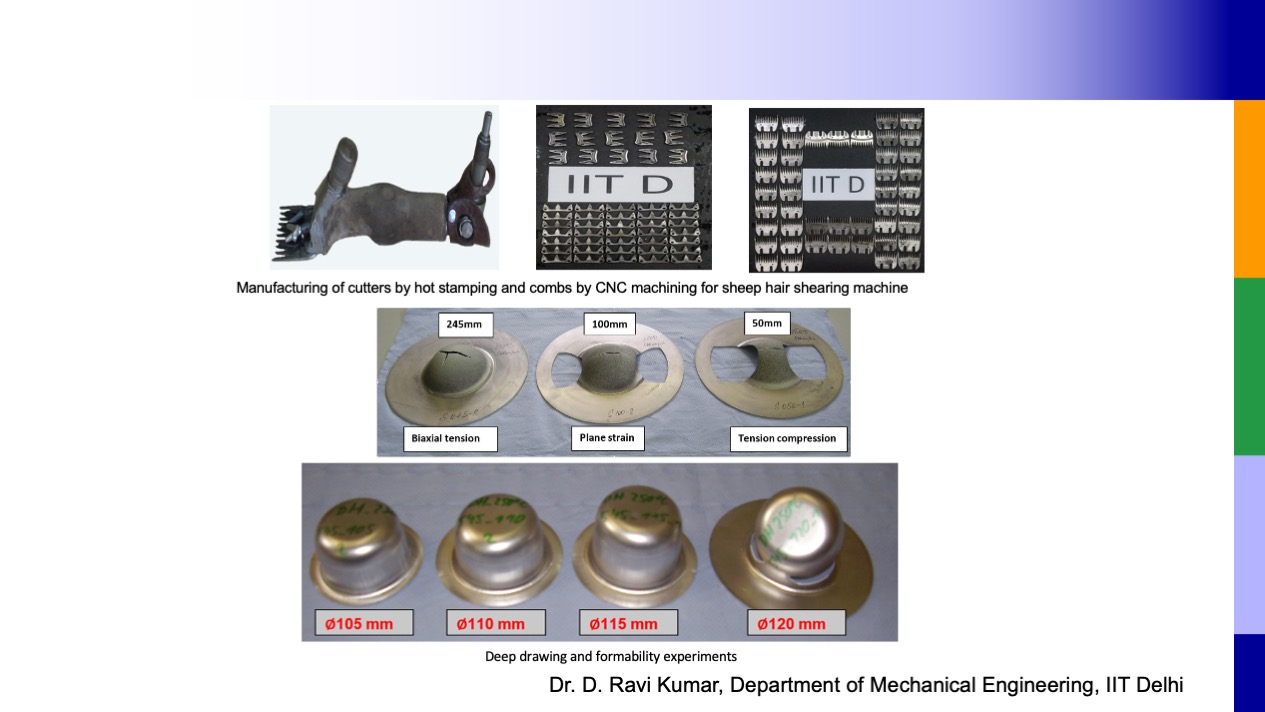 IIT D
IIT D
Manufacturing of cutters by hot stamping and combs by CNC machining for sheep hair shearing machine
245mm
100mm
50mm
Biaxial tension
Plane strain
Tension compression
Ø105 mm
Ø110 mm
Ø115 mm
Ø120 mm
Deep drawing and formability experiments
Dr. D. Ravi Kumar, Department of Mechanical Engineering, IIT Delhi